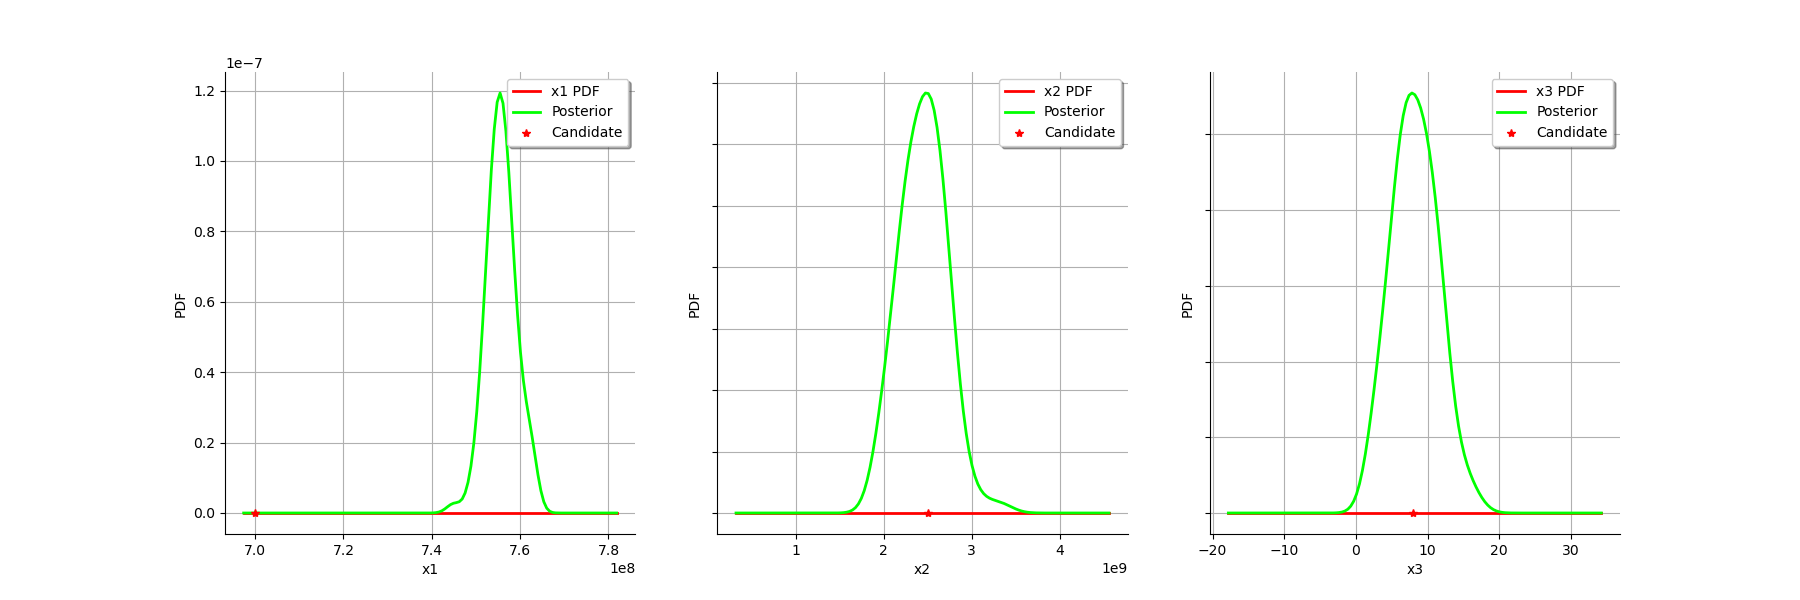 1e−7
1.2
1.0
0.8
0.6
0.4
0.2
0.0
PDF
7.0 7.2 7.4 7.6 7.8
x1
1e8
x1 PDF
Posterior
Candidate
PDF
1 2 3 4
x2
1e9
x2 PDF
Posterior
Candidate
PDF
−20 −10 0 10 20 30
x3
x3 PDF
Posterior
Candidate